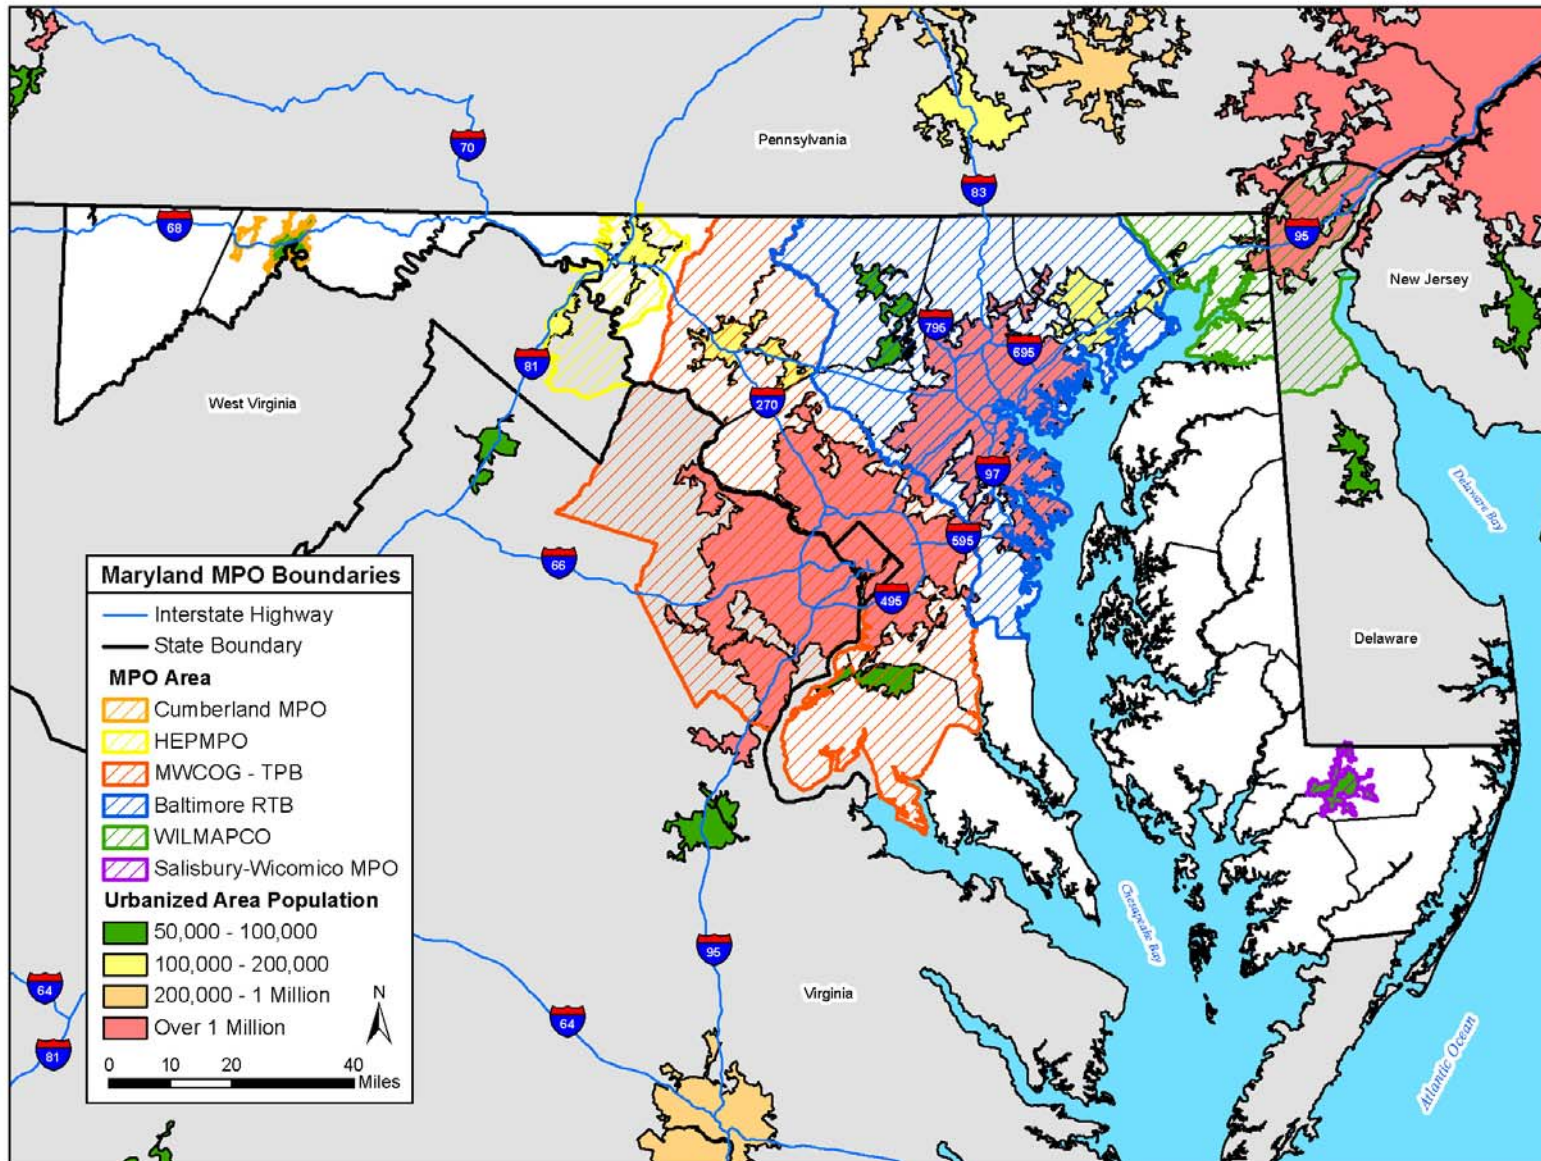 Pennsylvania
70
83
68
95
New Jersey
795
695
81
West Virginia
270
97
Delaware Bay
595
66
495
Delaware
Maryland MPO Boundaries
Interstate Highway
State Boundary
MPO Area
Cumberland MPO
HEPMPO
MWCOG - TPB
Baltimore RTB
WILMAPCO
Salisbury-Wicomico MPO
Urbanized Area Population
50,000 - 100,000
100,000 - 200,000
200,000 - 1 Million
Over 1 Million
N
0 10 20 40
Miles
Chesapeake Bay
95
Virginia
64
64
81
Atlantic Ocean